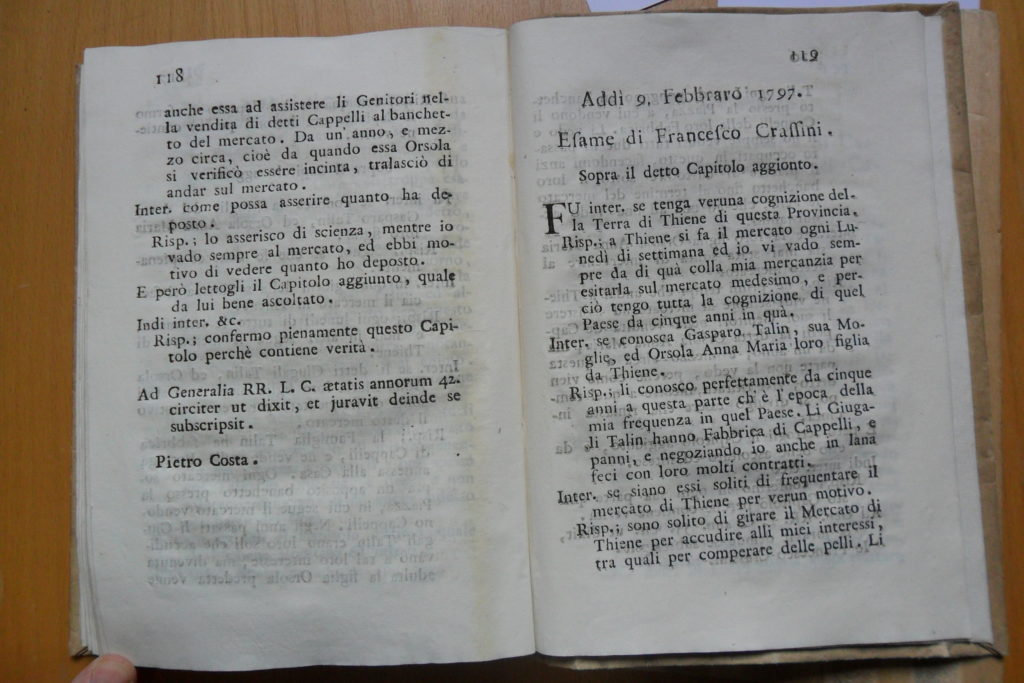 118
anche essa ad assistere li Genitori nel-
la vendita di detti Cappelli al banchet-
to del mercato. Da un' anno, e mez-
zo circa, cioè da quando essa Orsola
si verificò essere incinta, tralasciò di
andar sul mercato.
Inter. come possa asserire quanto ha de-
posto.
Risp.; lo asserisco di scienza, mentre io
vado sempre al mercato, ed ebbi mo-
tivo di vedere quanto ho deposto.
E però lettogli il Capitolo aggiunto, quale
da lui bene ascoltato.
Indi inter. &c.
Risp.; confermo pienamente questo Capi-
tolo perchè contiene verità.
Ad Generalia RR. L. C. ætatis annorum 42.
circiter ut dixit, et juravit deinde se
subscripsit.
Pietro Costa.
119
Addì 9. Febbraro 1797.
Esame di Francesco Crassini.
Sopra il detto Capitolo aggionto.
FU inter. se tenga veruna cognizione del-
la Terra di Thiene di questa Provincia.
Risp.; a Thiene si fa il mercato ogni Lu-
nedì di settimana ed io vi vado sem-
pre da di quà colla mia mercanzia per
esitarla sul mercato medesimo, e per-
ciò tengo tutta la cognizione di quel
Paese da cinque anni in quà.
Inter. se conosca Gasparo Talin, sua Mo-
glie, ed Orsola Anna Maria loro figlia
da Thiene.
Risp.; li conosco perfettamente da cinque
anni a questa parte ch' è l' epoca della
mia frequenza in quel Paese. Li Giuga-
li Talin hanno Fabbrica di Cappelli, e
panni, e negoziando io anche in lana
feci con loro molti contratti.
Inter. se siano essi soliti di frequentare il
mercato di Thiene per verun motivo.
Risp.; sono solito di girare il Mercato di
Thiene per accudire alli miei interessi,
tra quali per comperare delle pelli. Li